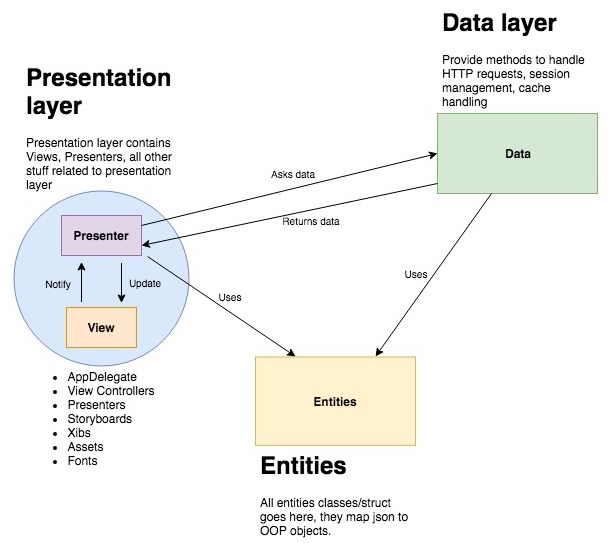 Data layer
Provide methods to handle
HTTP requests, session
management, cache
handling
Presentation
layer
Presentation layer contains
Views, Presenters, all other
stuff related to presentation
layer
Data
Asks data
Returns data
Presenter
Notify
Update
Uses
Uses
View
AppDelegate
View Controllers
Presenters
Storyboards
Xibs
Assets
Fonts
Entities
Entities
All entities classes/struct
goes here, they map json to
OOP objects.